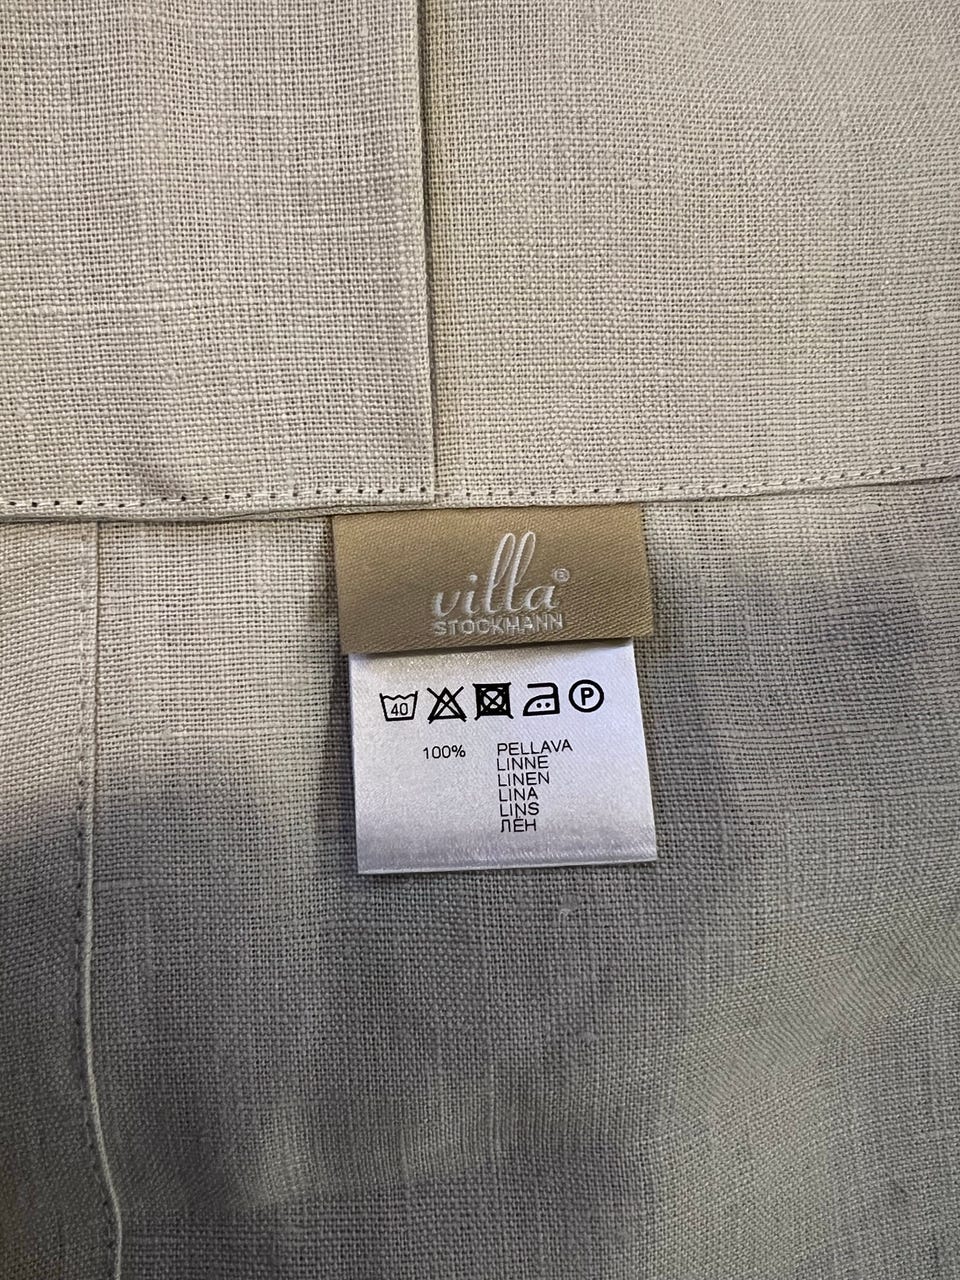 villa®
STOCKMANN
40 P
100% PELLAVA
LINNE
LINEN
LINA
LINS
ЛЁН